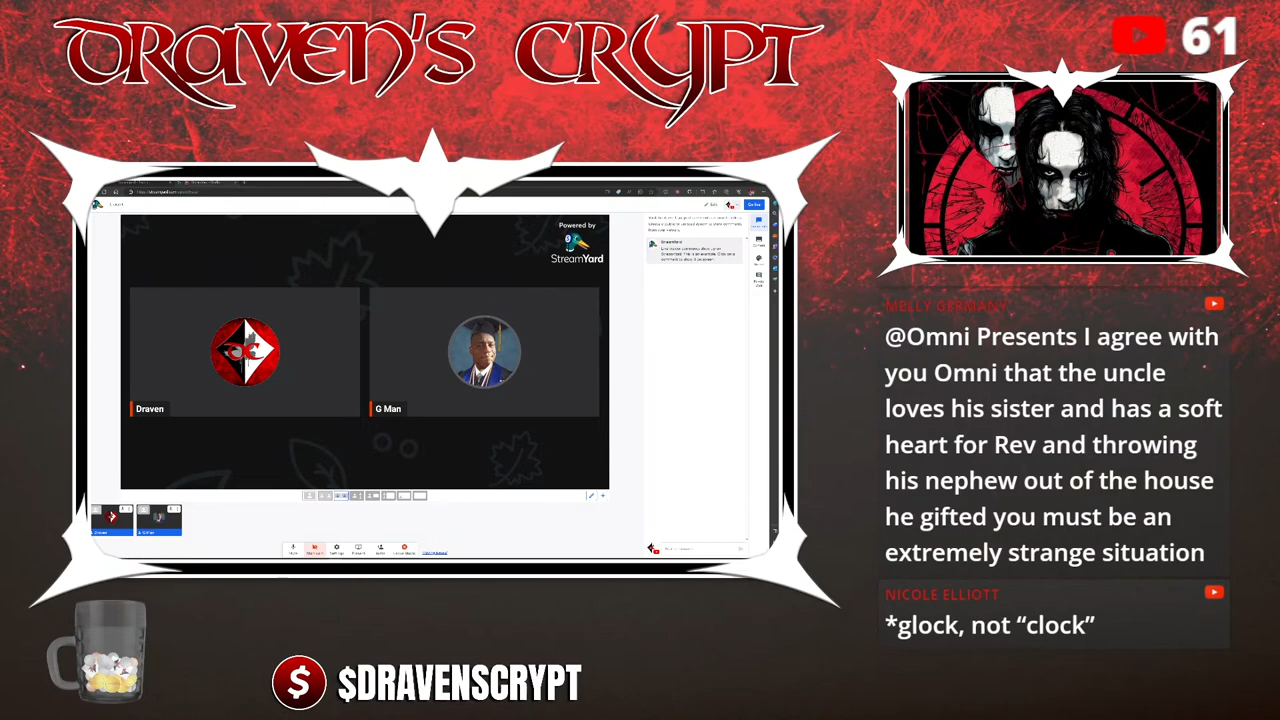 DRAVEN'S CRYPT
61
Powered by
StreamYard
Draven
G Man
MELLY GERMANY
@Omni Presents I agree with
you Omni that the uncle
loves his sister and has a soft
heart for Rev and throwing
his nephew out of the house
he gifted you must be an
extremely strange situation
NICOLE ELLIOTT
*glock, not “clock”
$
$DRAVENSCRYPT